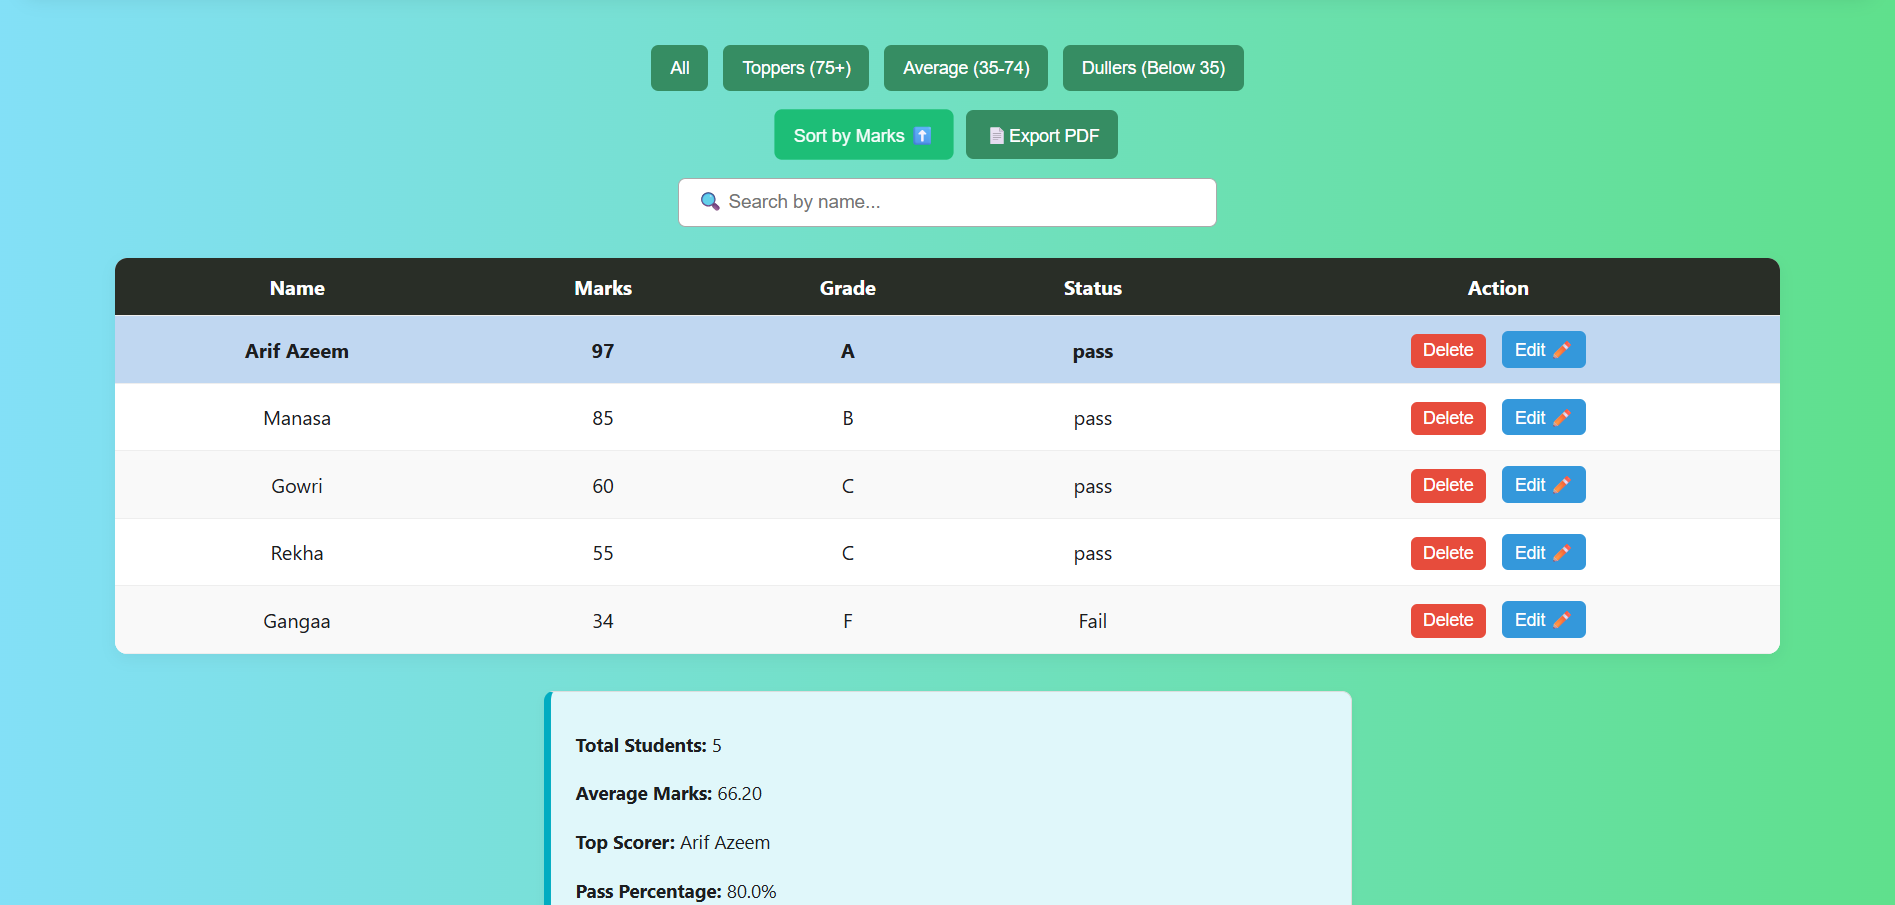 All Toppers (75+) Average (35-74) Dullers (Below 35)
Sort by Marks ⬆️ 📄 Export PDF
🔍 Search by name...
Name Marks Grade Status Action
Arif Azeem 97 A pass Delete Edit ✏️
Manasa 85 B pass Delete Edit ✏️
Gowri 60 C pass Delete Edit ✏️
Rekha 55 C pass Delete Edit ✏️
Gangaa 34 F Fail Delete Edit ✏️
Total Students: 5
Average Marks: 66.20
Top Scorer: Arif Azeem
Pass Percentage: 80.0%